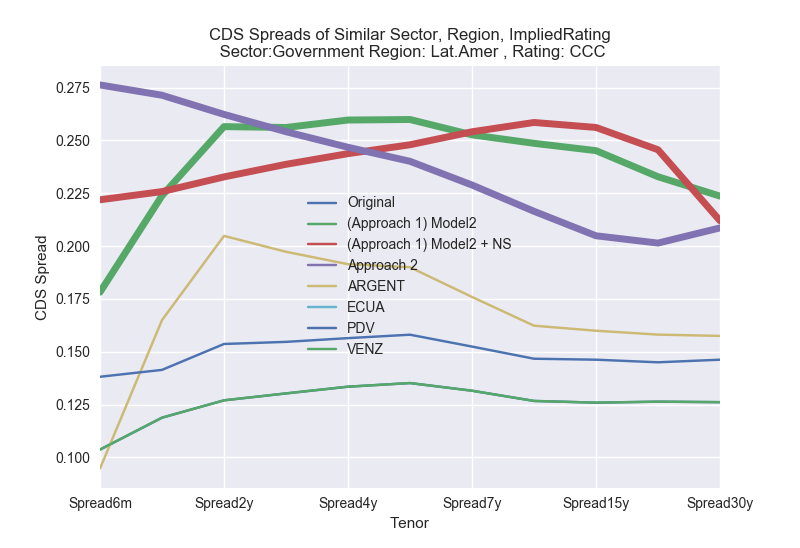 CDS Spreads of Similar Sector, Region, ImpliedRating
Sector:Government Region: Lat.Amer , Rating: CCC
0.275
0.250
0.225
0.200
0.175
0.150
0.125
0.100
CDS Spread
Original
(Approach 1) Model2
(Approach 1) Model2 + NS
Approach 2
ARGENT
ECUA
PDV
VENZ
Spread6m
Spread2y
Spread4y
Spread7y
Spread15y
Spread30y
Tenor